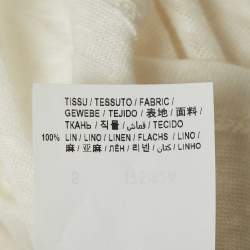 TISSU / TESSUTO / FABRIC /
GEWEBE / TEJIDO / 表地 / 面料 /
ТКАНЬ / 직물 / قماش / TECIDO
100% LIN / LINO / LINEN / FLACHS / LINO /
麻 / 亚麻 / ЛЁН / 리넨 / كتان / LINHO